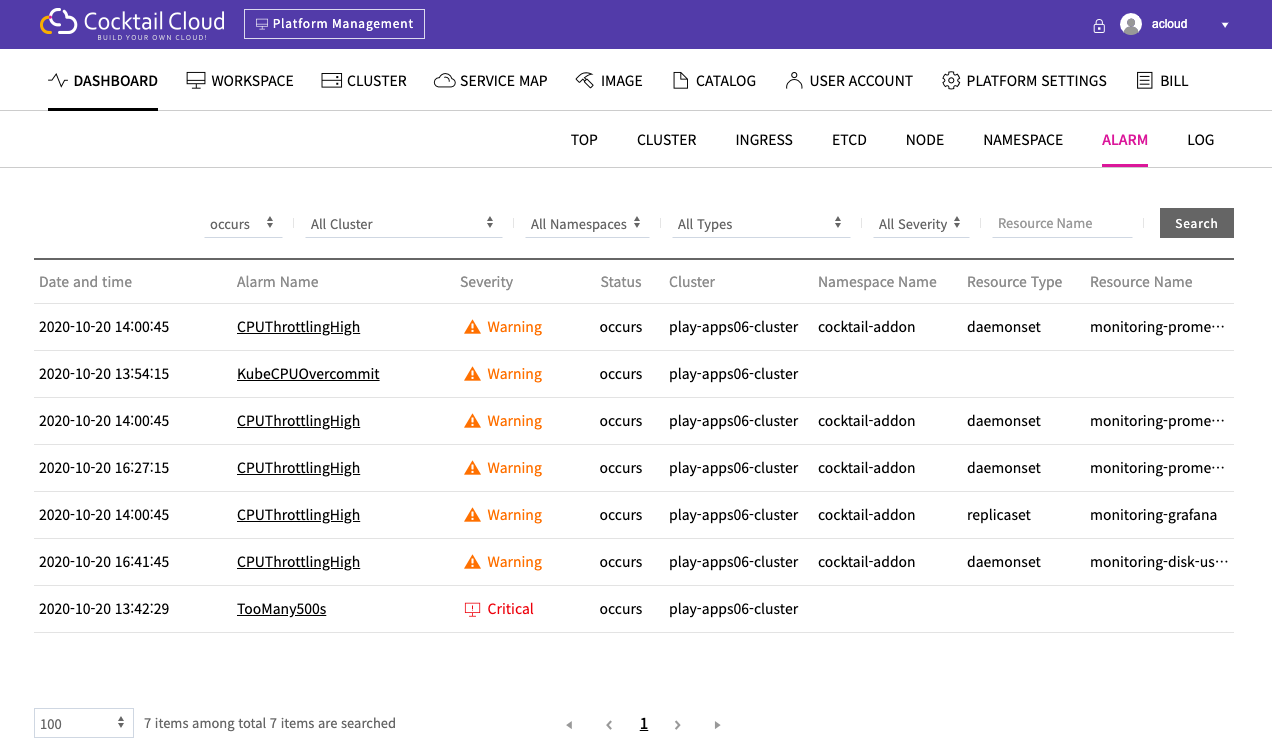 Cocktail Cloud Platform Management acloud
BUILD YOUR OWN CLOUD!
DASHBOARD WORKSPACE CLUSTER SERVICE MAP IMAGE CATALOG USER ACCOUNT PLATFORM SETTINGS BILL
TOP CLUSTER INGRESS ETCD NODE NAMESPACE ALARM LOG
occurs All Cluster All Namespaces All Types All Severity Resource Name Search
Date and time Alarm Name Severity Status Cluster Namespace Name Resource Type Resource Name
2020-10-20 14:00:45 CPUThrottlingHigh Warning occurs play-apps06-cluster cocktail-addon daemonset monitoring-prome…
2020-10-20 13:54:15 KubeCPUOvercommit Warning occurs play-apps06-cluster
2020-10-20 14:00:45 CPUThrottlingHigh Warning occurs play-apps06-cluster cocktail-addon daemonset monitoring-prome…
2020-10-20 16:27:15 CPUThrottlingHigh Warning occurs play-apps06-cluster cocktail-addon daemonset monitoring-prome…
2020-10-20 14:00:45 CPUThrottlingHigh Warning occurs play-apps06-cluster cocktail-addon replicaset monitoring-grafana
2020-10-20 16:41:45 CPUThrottlingHigh Warning occurs play-apps06-cluster cocktail-addon daemonset monitoring-disk-us…
2020-10-20 13:42:29 TooMany500s Critical occurs play-apps06-cluster
100 7 items among total 7 items are searched 1